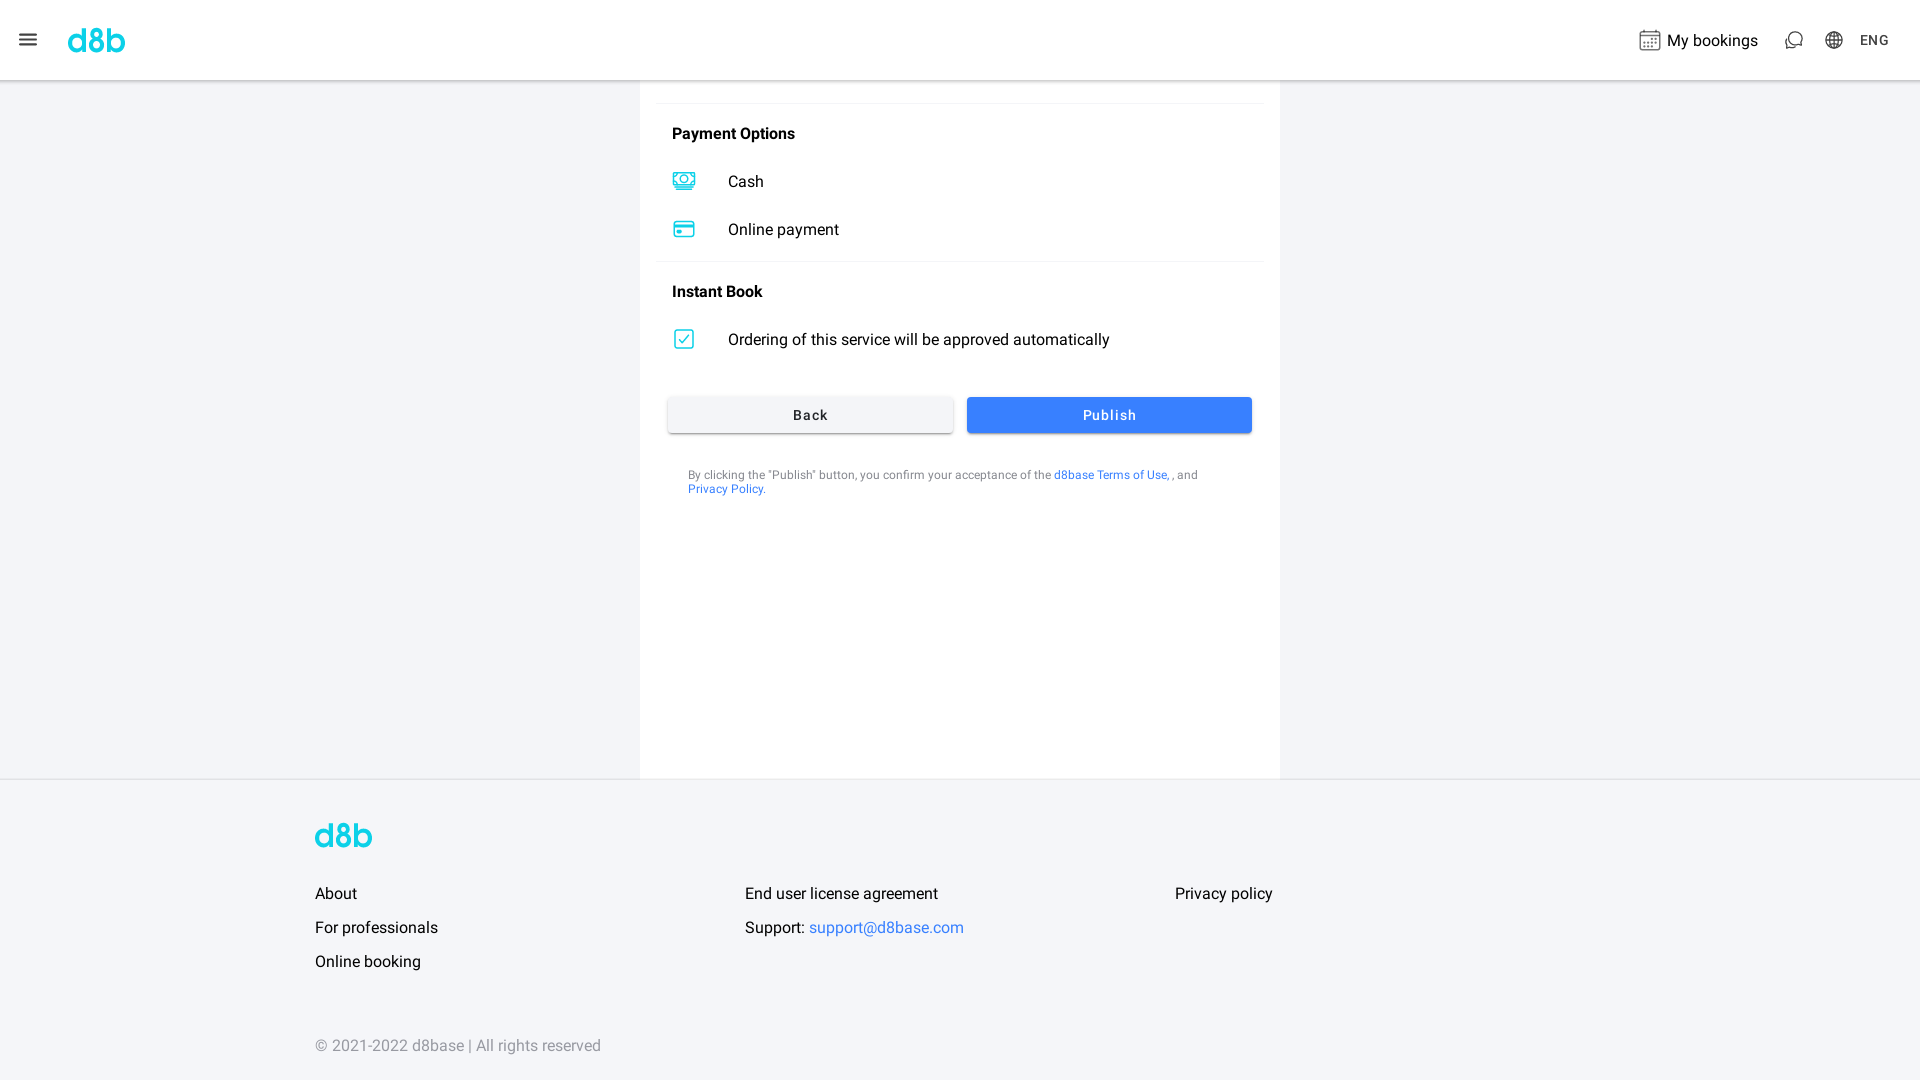 d8b
My bookings
ENG
Payment Options
Cash
Online payment
Instant Book
Ordering of this service will be approved automatically
Back
Publish
By clicking the "Publish" button, you confirm your acceptance of the d8base Terms of Use, , and
Privacy Policy.
d8b
About
End user license agreement
Privacy policy
For professionals
Support: support@d8base.com
Online booking
© 2021-2022 d8base | All rights reserved